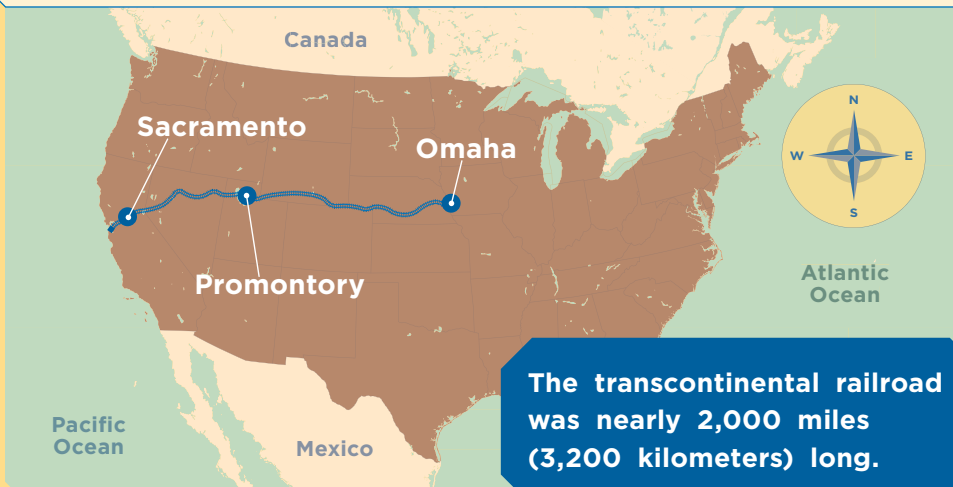 Canada
Sacramento
Omaha
Promontory
N
W
E
S
Atlantic
Ocean
Pacific
Ocean
Mexico
The transcontinental railroad
was nearly 2,000 miles
(3,200 kilometers) long.